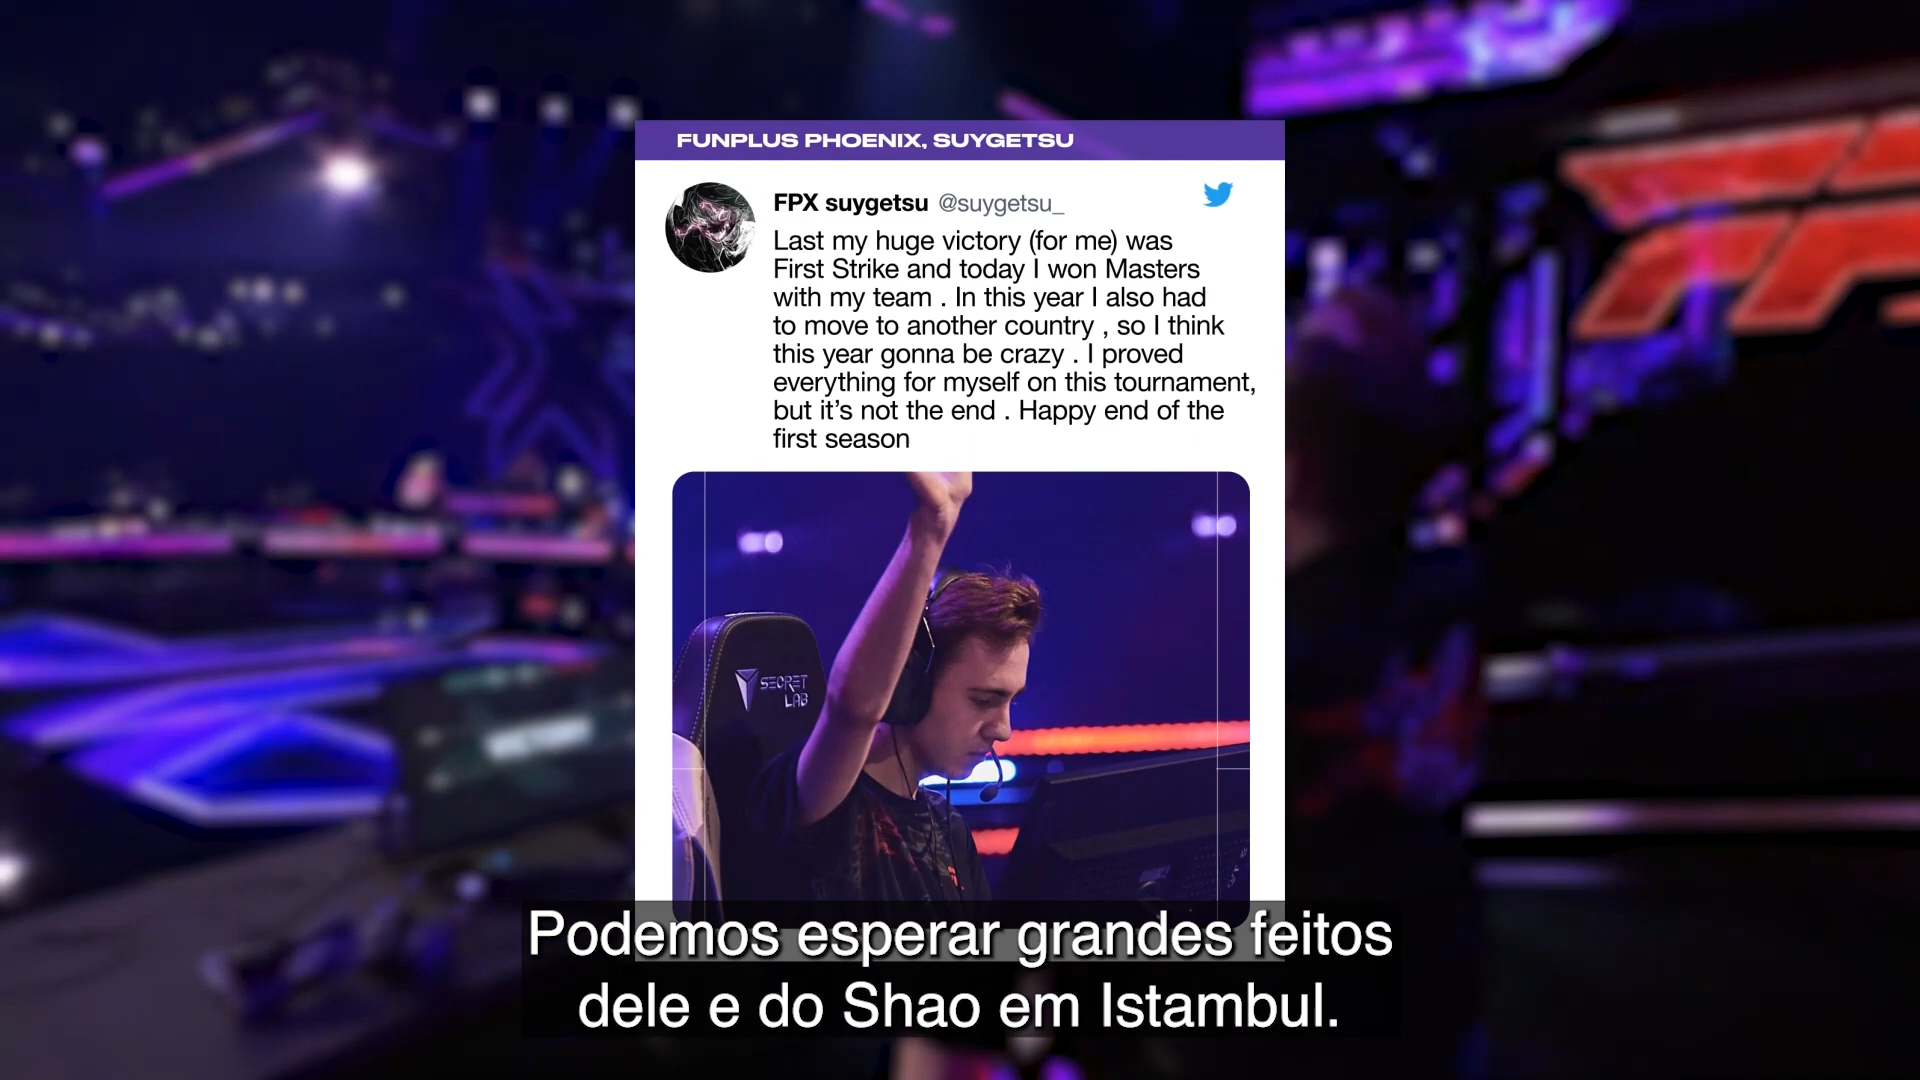 FUNPLUS PHOENIX, SUYGETSU
FPX suygetsu @suygetsu_
Last my huge victory (for me) was
First Strike and today I won Masters
with my team . In this year I also had
to move to another country , so I think
this year gonna be crazy . I proved
everything for myself on this tournament,
but it’s not the end . Happy end of the
first season
SECRET
LAB
Podemos esperar grandes feitos
dele e do Shao em Istambul.